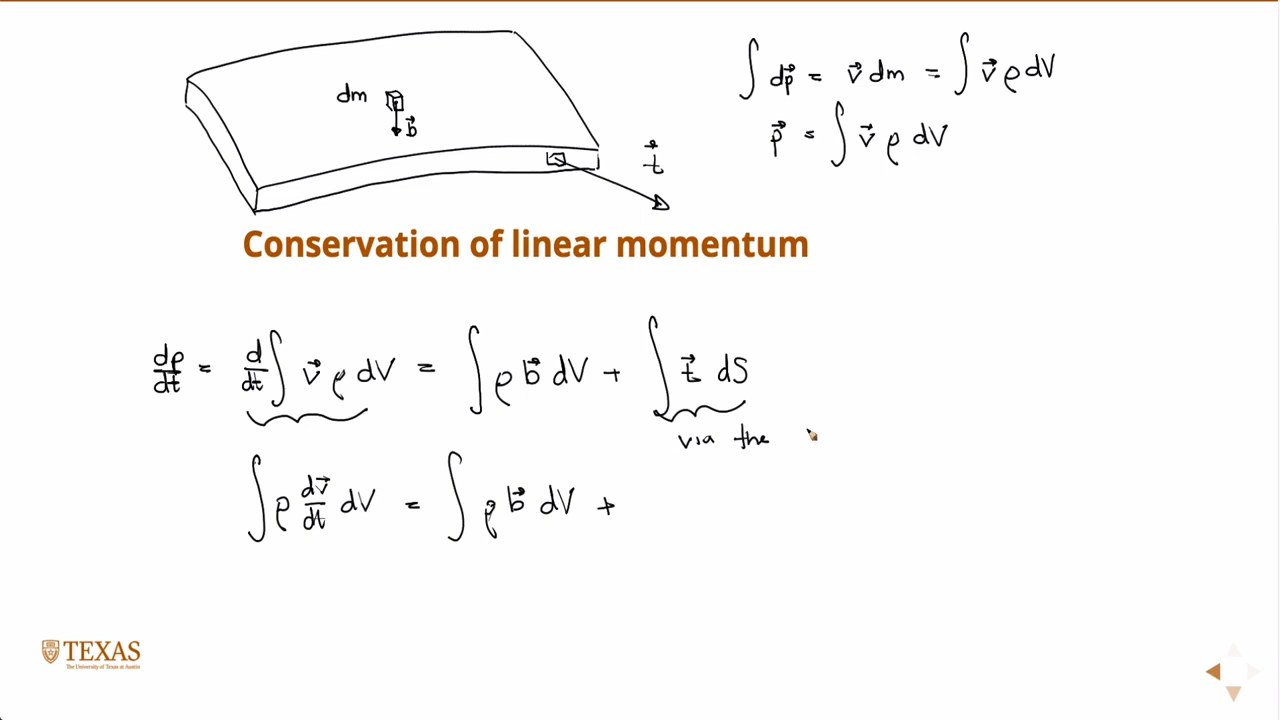 dm
b⃗
t⃗
∫ dp⃗ = v⃗ dm = ∫ v⃗ ρ dV
p⃗ = ∫ v⃗ ρ dV
Conservation of linear momentum
dp/dt = d/dt ∫ v⃗ ρ dV = ∫ ρ b⃗ dV + ∫ t⃗ dS
via the
∫ ρ dv⃗/dt dV = ∫ ρ b⃗ dV +
TEXAS
The University of Texas at Austin